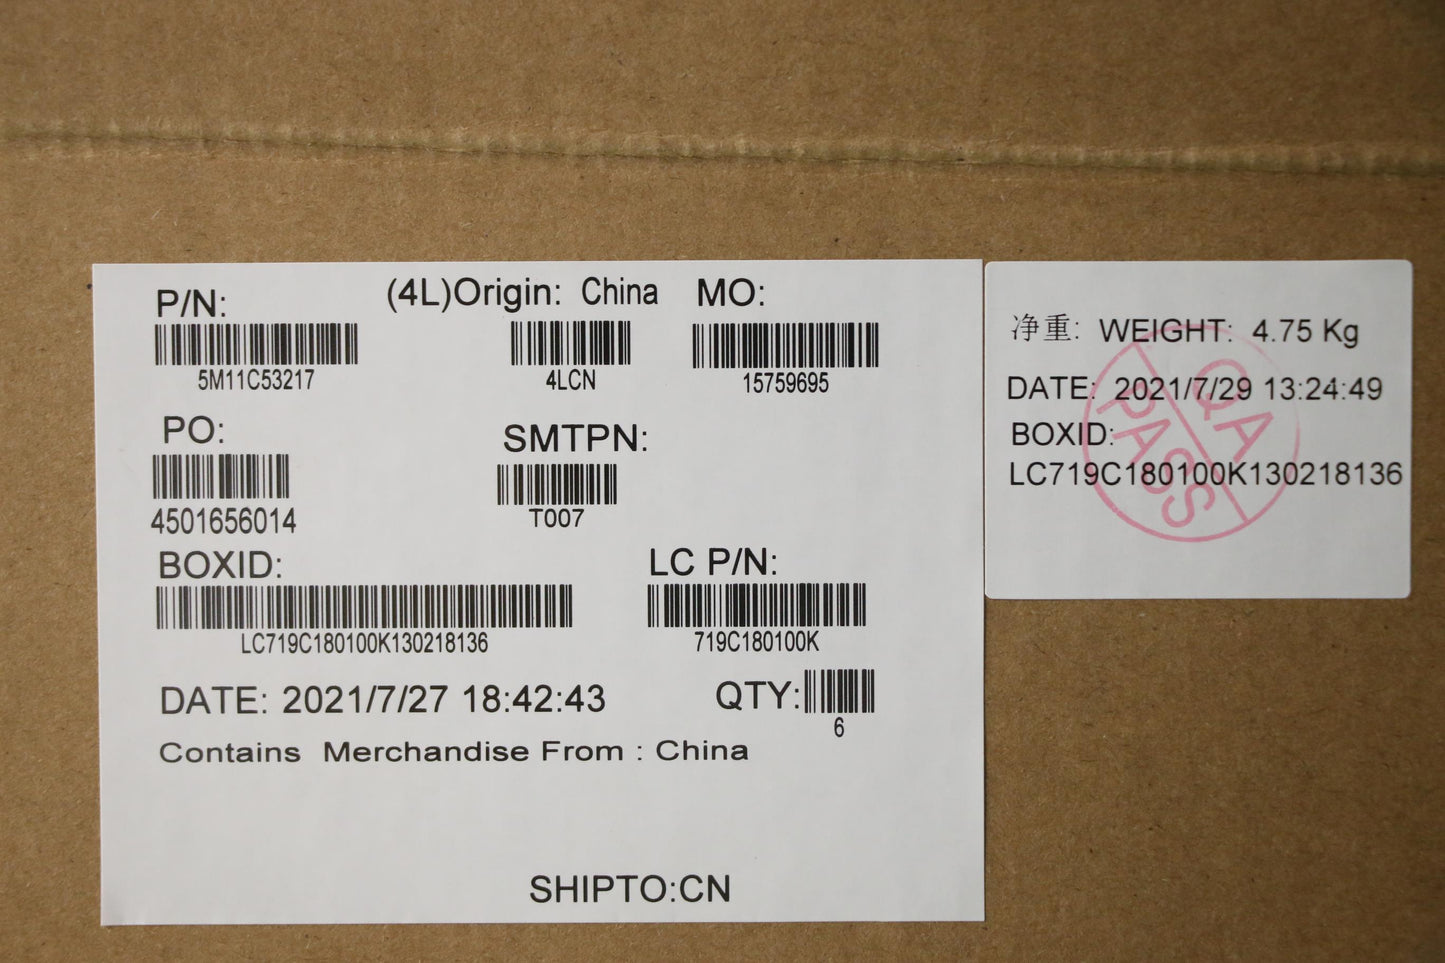 P/N:
5M11C53217
(4L)Origin: China
4LCN
MO:
15759695
PO:
4501656014
SMTPN:
T007
BOXID:
LC719C180100K130218136
LC P/N:
719C180100K
DATE: 2021/7/27 18:42:43
QTY:
6
Contains Merchandise From : China
SHIPTO:CN
净重: WEIGHT: 4.75 Kg
DATE: 2021/7/29 13:24:49
BOXID:
LC719C180100K130218136
QA
PASS